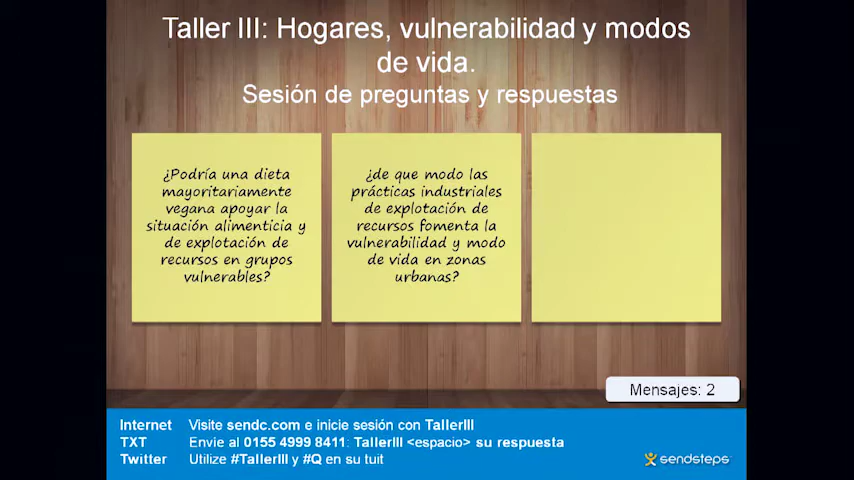 Taller III: Hogares, vulnerabilidad y modos
de vida.
Sesión de preguntas y respuestas
¿Podría una dieta
mayoritariamente
vegana apoyar la
situación alimenticia y
de explotación de
recursos en grupos
vulnerables?
¿de que modo las
prácticas industriales
de explotación de
recursos fomenta la
vulnerabilidad y modo
de vida en zonas
urbanas?
Mensajes: 2
Internet Visite sendc.com e inicie sesión con TallerIII
TXT Envíe al 0155 4999 8411: TallerIII <espacio> su respuesta
Twitter Utilize #TallerIII y #Q en su tuit
sendsteps